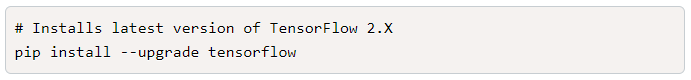 # Installs latest version of TensorFlow 2.X
pip install --upgrade tensorflow